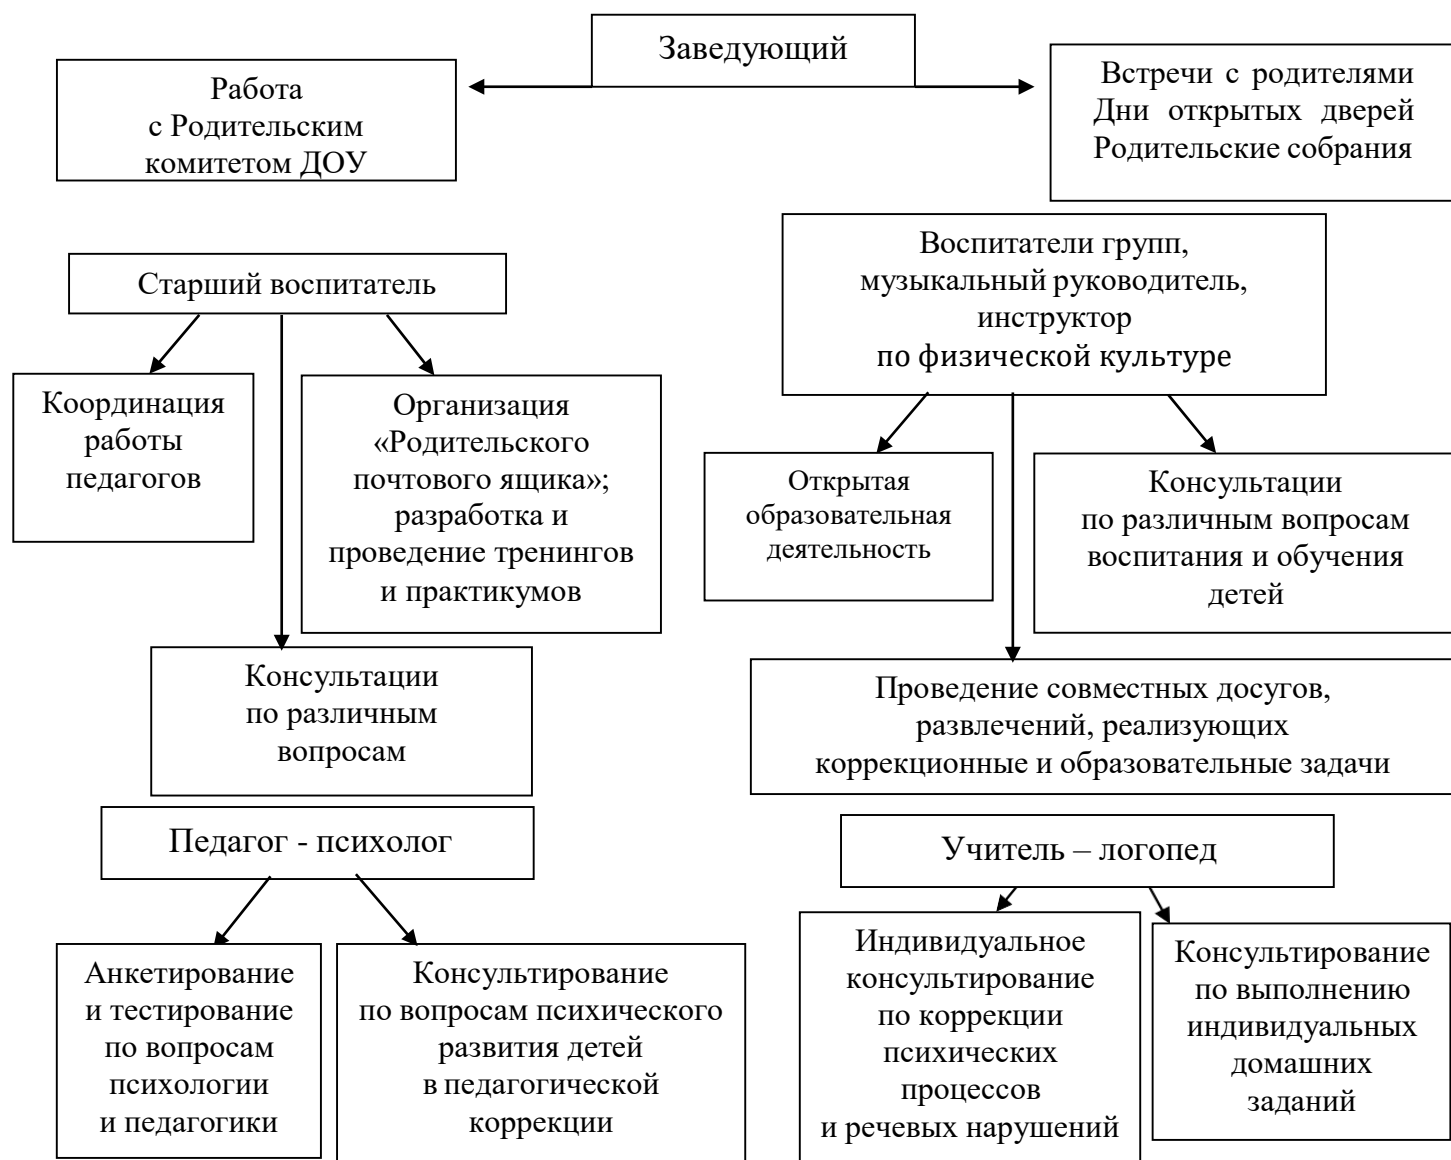 Заведующий
Работа
с Родительским
комитетом ДОУ
Встречи с родителями
Дни открытых дверей
Родительские собрания
Старший воспитатель
Координация
работы
педагогов
Организация
«Родительского
почтового ящика»;
разработка и
проведение тренингов
и практикумов
Консультации
по различным
вопросам
Воспитатели групп,
музыкальный руководитель,
инструктор
по физической культуре
Открытая
образовательная
деятельность
Консультации
по различным вопросам
воспитания и обучения
детей
Проведение совместных досугов,
развлечений, реализующих
коррекционные и образовательные задачи
Педагог - психолог
Анкетирование
и тестирование
по вопросам
психологии
и педагогики
Консультирование
по вопросам психического
развития детей
в педагогической
коррекции
Учитель – логопед
Индивидуальное
консультирование
по коррекции
психических
процессов
и речевых нарушений
Консультирование
по выполнению
индивидуальных
домашних
заданий